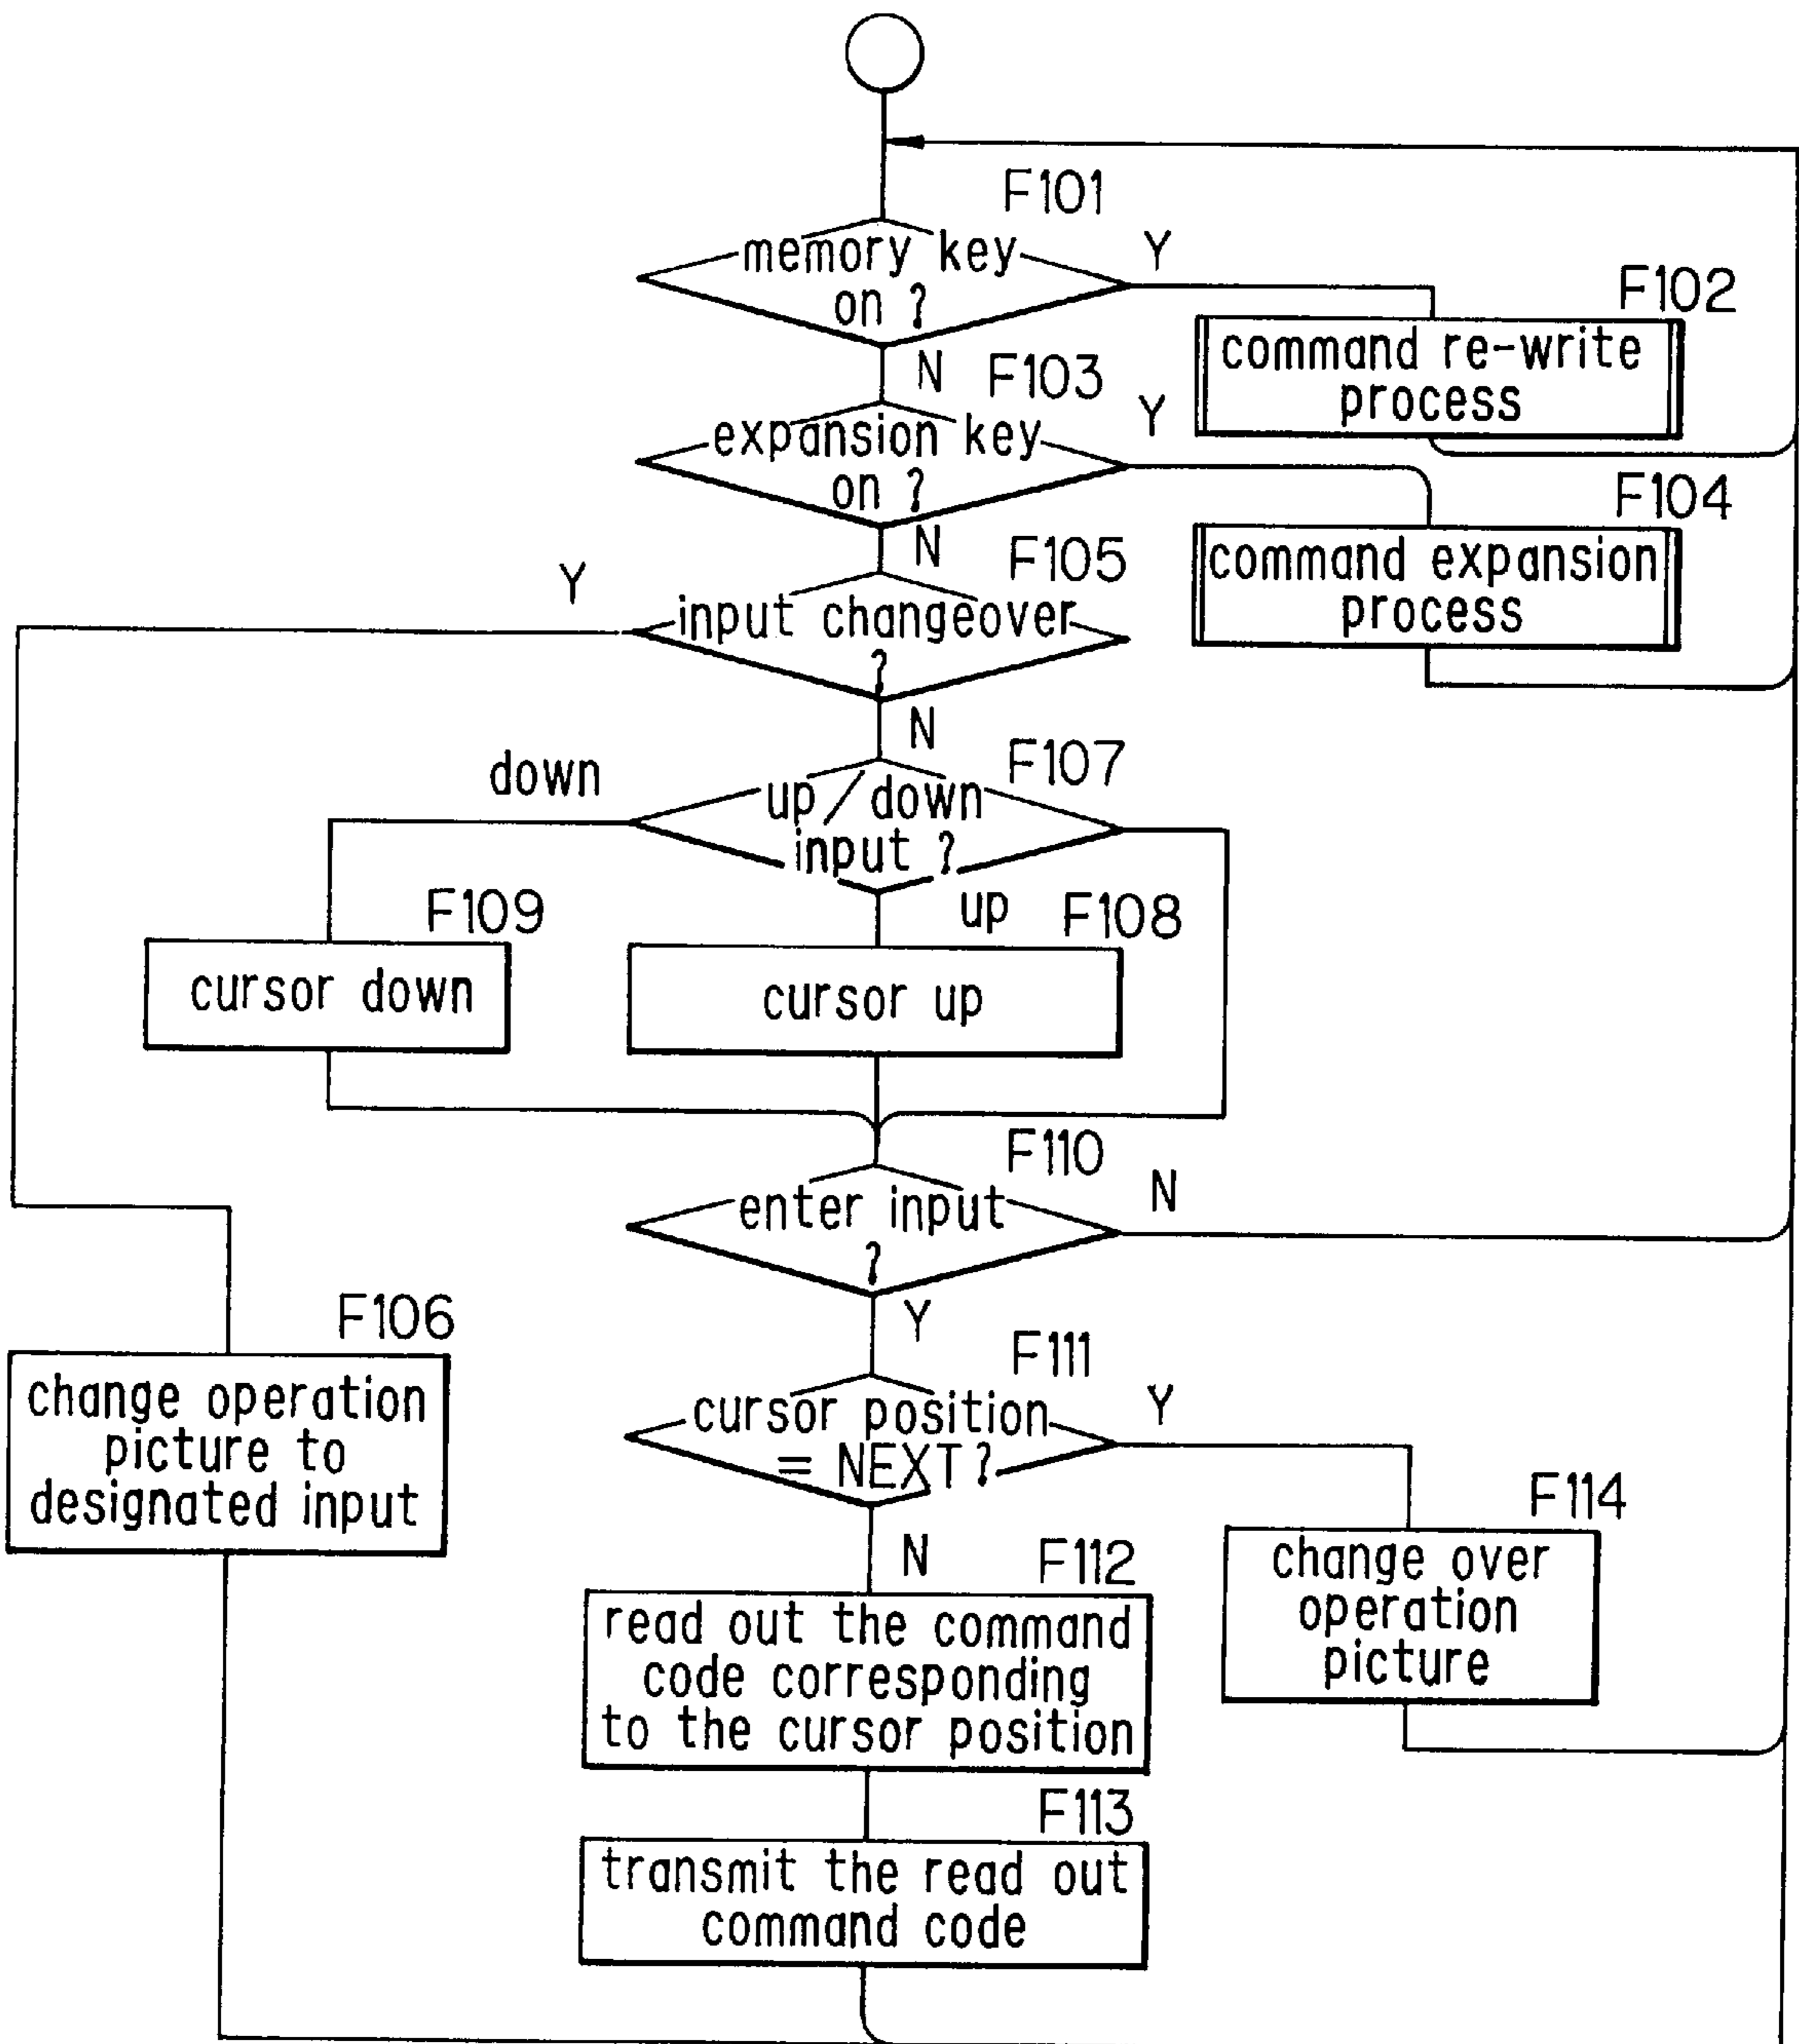 F101
memory key
on ?
Y
F102
command re-write
process
N
F103
expansion key
on ?
Y
F104
command expansion
process
N
F105
Y
input changeover
?
N
F107
down
up/down
input ?
up
F109
cursor down
F108
cursor up
F110
enter input
?
N
Y
F106
change operation
picture to
designated input
F111
cursor position
= NEXT?
Y
F114
change over
operation
picture
N
F112
read out the command
code corresponding
to the cursor position
F113
transmit the read out
command code